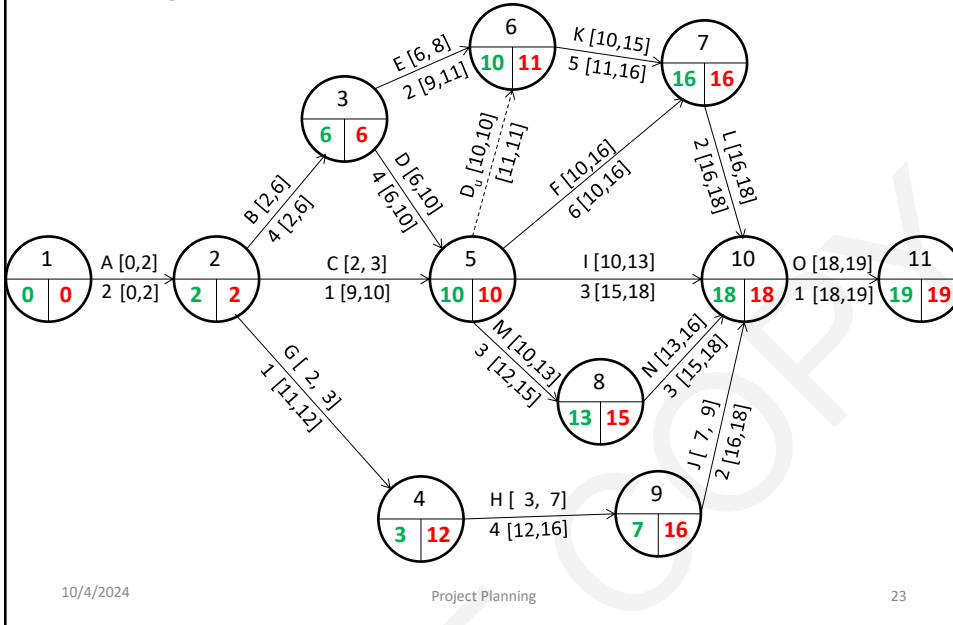 6
10 11
E [6, 8]
2 [9,11]
K [10,15]
5 [11,16]
7
16 16
3
6 6
B [2,6]
4 [2,6]
D [6,10]
4 [6,10]
Du [10,10]
[11,11]
F [10,16]
6 [10,16]
L [16,18]
2 [16,18]
1
0 0
A [0,2]
2 [0,2]
2
2 2
C [2, 3]
1 [9,10]
5
10 10
I [10,13]
3 [15,18]
10
18 18
O [18,19]
1 [18,19]
11
19 19
G [ 2, 3]
1 [11,12]
M [10,13]
3 [12,15]
8
13 15
N [13,16]
3 [15,18]
J [ 7, 9]
2 [16,18]
4
3 12
H [ 3, 7]
4 [12,16]
9
7 16
COPY
10/4/2024 Project Planning 23